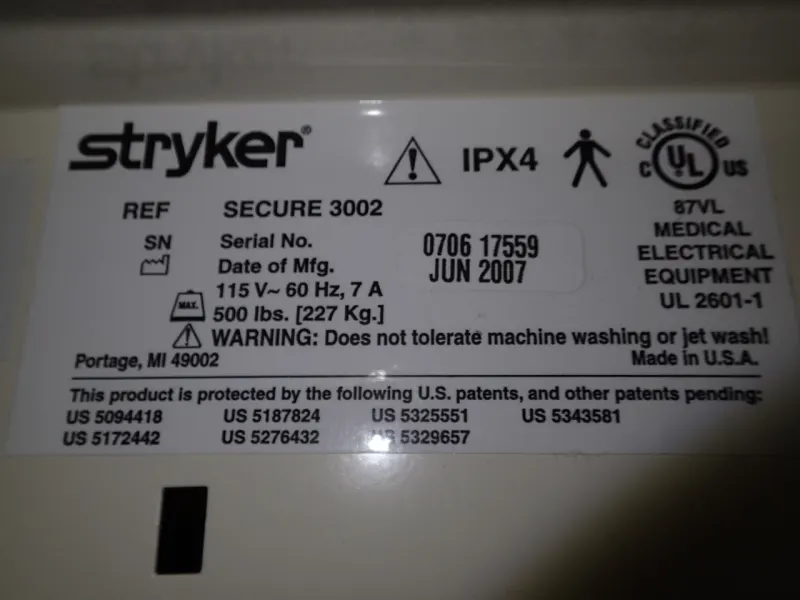 stryker®
IPX4
CLASSIFIED
C UL US
REF SECURE 3002
87VL
MEDICAL
ELECTRICAL
EQUIPMENT
UL 2601-1
SN Serial No. 0706 17559
Date of Mfg. JUN 2007
115 V~ 60 Hz, 7 A
MAX. 500 lbs. [227 Kg.]
WARNING: Does not tolerate machine washing or jet wash!
Portage, MI 49002 Made in U.S.A.
This product is protected by the following U.S. patents, and other patents pending:
US 5094418 US 5187824 US 5325551 US 5343581
US 5172442 US 5276432 US 5329657